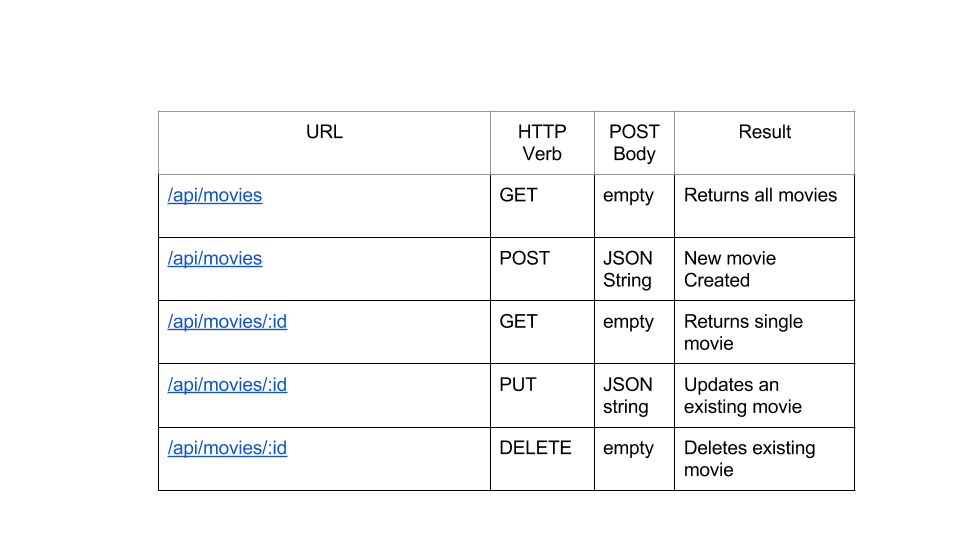 URL HTTP Verb POST Body Result
/api/movies GET empty Returns all movies
/api/movies POST JSON String New movie Created
/api/movies/:id GET empty Returns single movie
/api/movies/:id PUT JSON string Updates an existing movie
/api/movies/:id DELETE empty Deletes existing movie